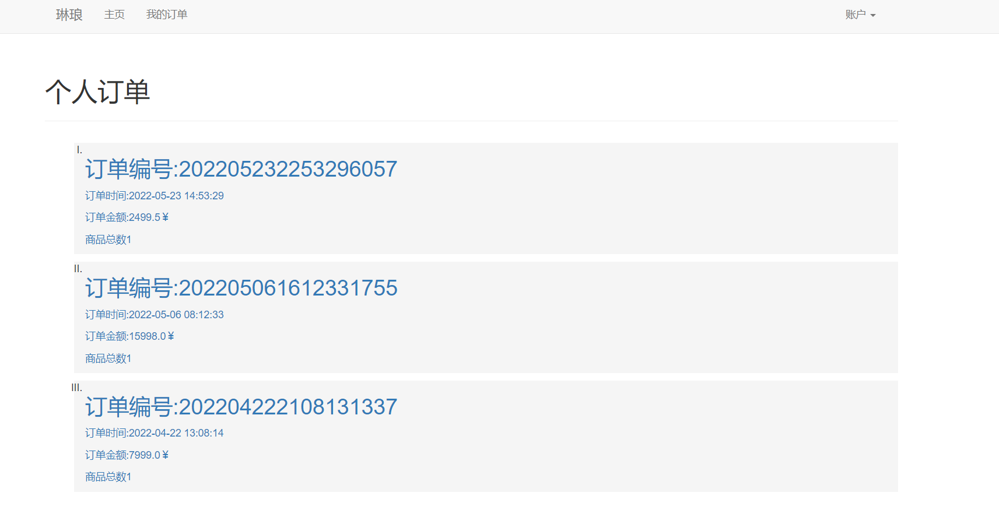 琳琅 主页 我的订单 账户
个人订单
I.
订单编号:202205232253296057
订单时间:2022-05-23 14:53:29
订单金额:2499.5¥
商品总数1
II.
订单编号:202205061612331755
订单时间:2022-05-06 08:12:33
订单金额:15998.0¥
商品总数1
III.
订单编号:202204222108131337
订单时间:2022-04-22 13:08:14
订单金额:7999.0¥
商品总数1